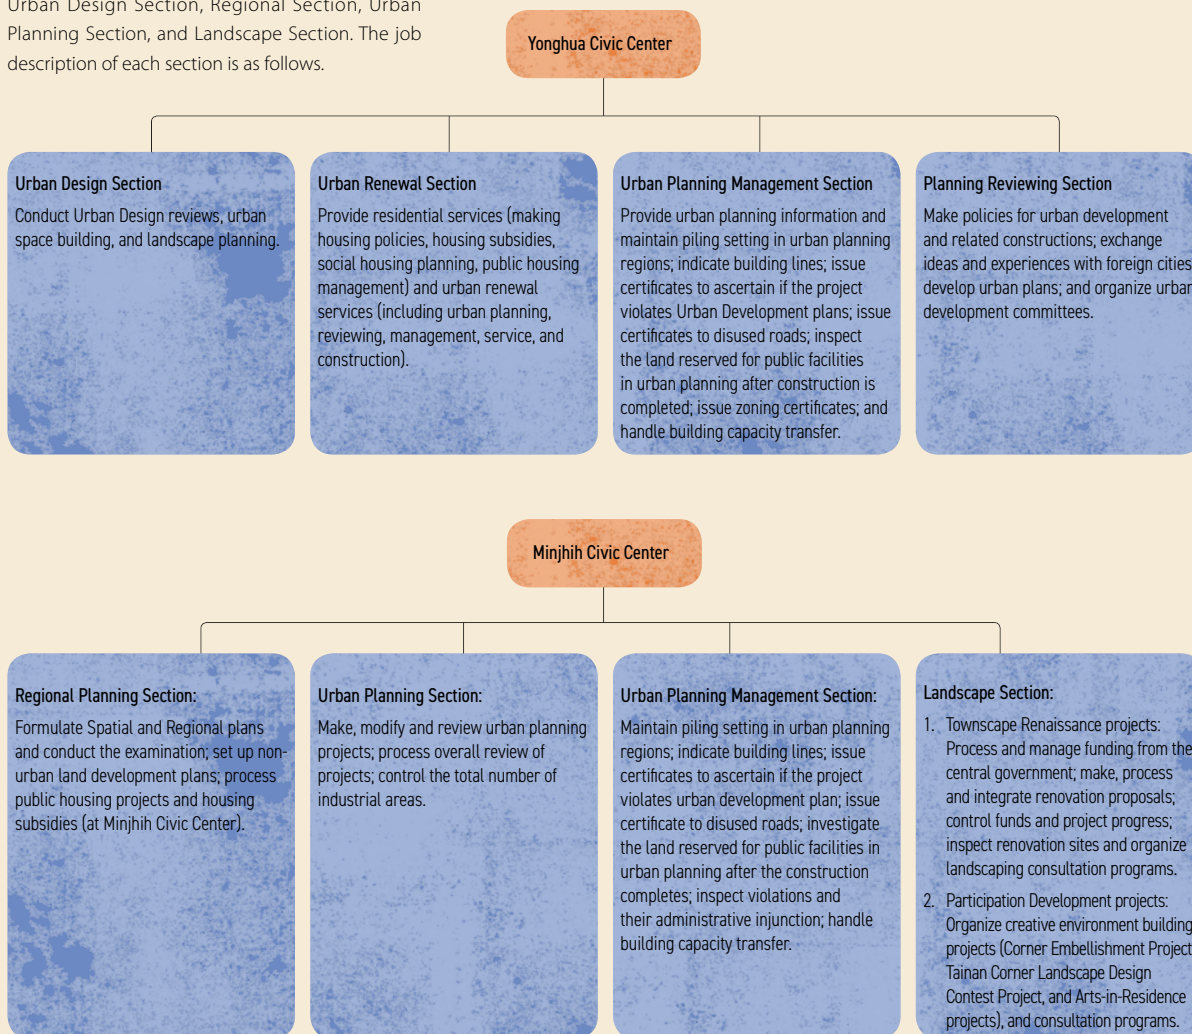 Urban Design Section, Regional Section, Urban
Planning Section, and Landscape Section. The job
description of each section is as follows.
Yonghua Civic Center
Urban Design Section
Conduct Urban Design reviews, urban
space building, and landscape planning.
Urban Renewal Section
Provide residential services (making
housing policies, housing subsidies,
social housing planning, public housing
management) and urban renewal
services (including urban planning,
reviewing, management, service, and
construction).
Urban Planning Management Section
Provide urban planning information and
maintain piling setting in urban planning
regions; indicate building lines; issue
certificates to ascertain if the project
violates Urban Development plans; issue
certificates to disused roads; inspect
the land reserved for public facilities
in urban planning after construction is
completed; issue zoning certificates; and
handle building capacity transfer.
Planning Reviewing Section
Make policies for urban development
and related constructions; exchange
ideas and experiences with foreign cities
develop urban plans; and organize urban
development committees.
Minjhih Civic Center
Regional Planning Section:
Formulate Spatial and Regional plans
and conduct the examination; set up non-
urban land development plans; process
public housing projects and housing
subsidies (at Minjhih Civic Center).
Urban Planning Section:
Make, modify and review urban planning
projects; process overall review of
projects; control the total number of
industrial areas.
Urban Planning Management Section:
Maintain piling setting in urban planning
regions; indicate building lines; issue
certificates to ascertain if the project
violates urban development plan; issue
certificate to disused roads; investigate
the land reserved for public facilities in
urban planning after the construction
completes; inspect violations and
their administrative injunction; handle
building capacity transfer.
Landscape Section:
1. Townscape Renaissance projects:
Process and manage funding from the
central government; make, process
and integrate renovation proposals;
control funds and project progress;
inspect renovation sites and organize
landscaping consultation programs.
2. Participation Development projects:
Organize creative environment building
projects (Corner Embellishment Project
Tainan Corner Landscape Design
Contest Project, and Arts-in-Residence
projects), and consultation programs.